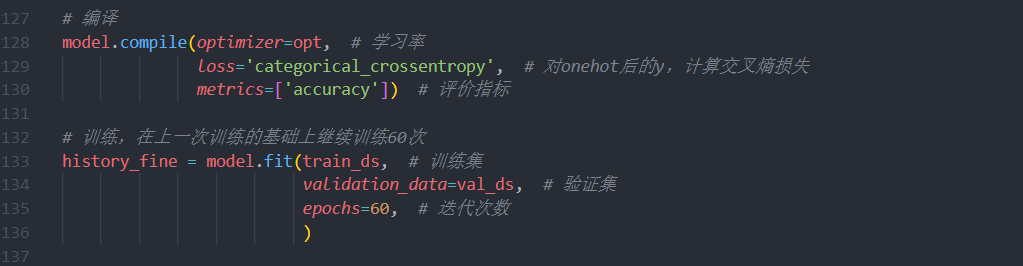 127 # 编译
128 model.compile(optimizer=opt, # 学习率
129 loss='categorical_crossentropy', # 对onehot后的y，计算交叉熵损失
130 metrics=['accuracy']) # 评价指标
131
132 # 训练，在上一次训练的基础上继续训练60次
133 history_fine = model.fit(train_ds, # 训练集
134 validation_data=val_ds, # 验证集
135 epochs=60, # 迭代次数
136 )
137